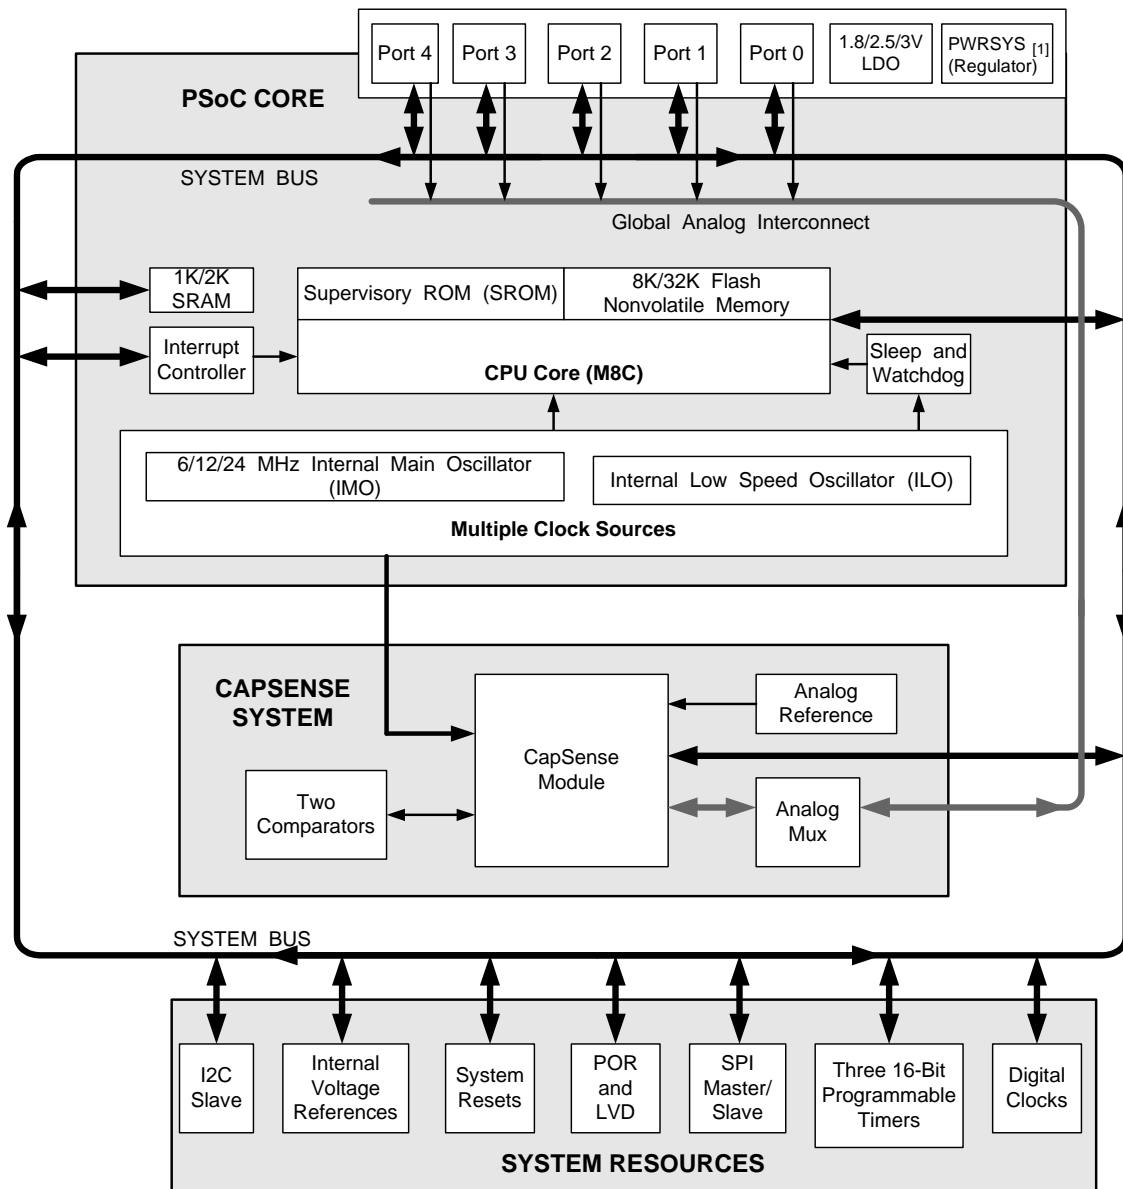 Port 4
Port 3
Port 2
Port 1
Port 0
1.8/2.5/3V
LDO
PWRSYS [1]
(Regulator)
PSoC CORE
SYSTEM BUS
Global Analog Interconnect
1K/2K
SRAM
Supervisory ROM (SROM)
8K/32K Flash
Nonvolatile Memory
Interrupt
Controller
CPU Core (M8C)
Sleep and
Watchdog
6/12/24 MHz Internal Main Oscillator
(IMO)
Internal Low Speed Oscillator (ILO)
Multiple Clock Sources
CAPSENSE
SYSTEM
CapSense
Module
Analog
Reference
Two
Comparators
Analog
Mux
SYSTEM BUS
I2C
Slave
Internal
Voltage
References
System
Resets
POR
and
LVD
SPI
Master/
Slave
Three 16-Bit
Programmable
Timers
Digital
Clocks
SYSTEM RESOURCES